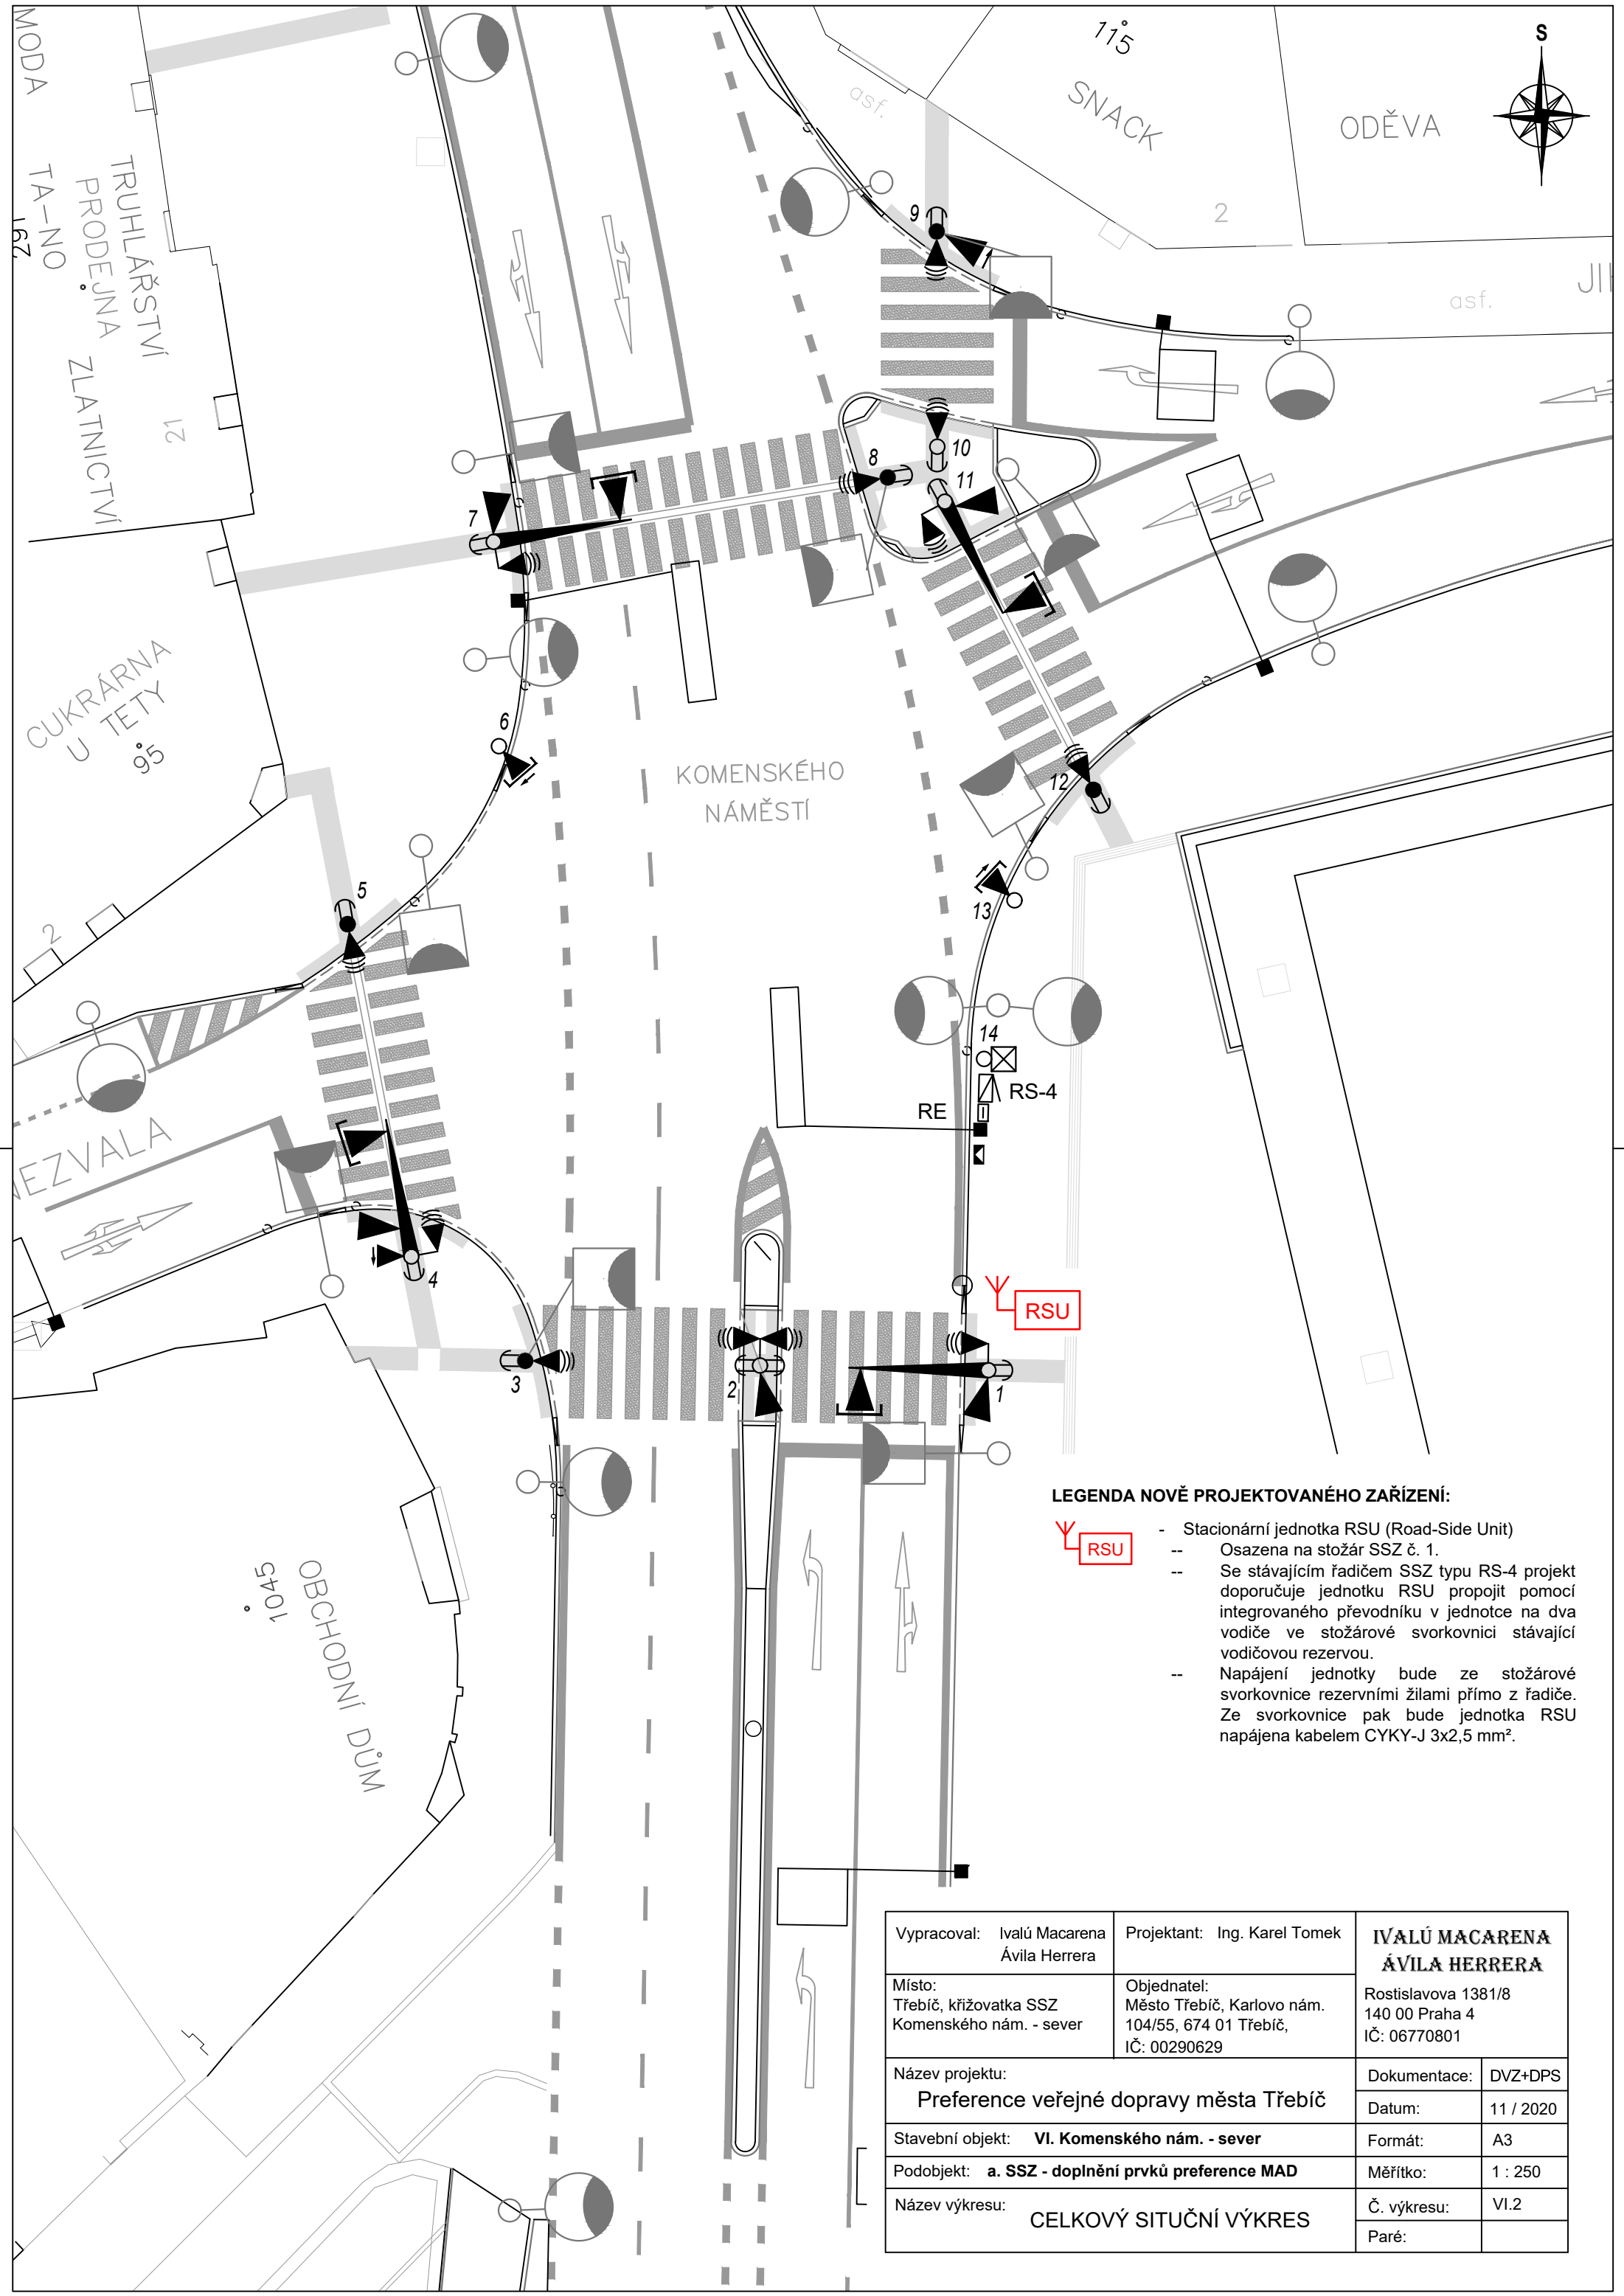 MODA
TA-NO
291
TRUHLÁŘSTVÍ
PRODEJNA
ZLATNICTVÍ
21
115
SNACK
ODĚVA
S
asf.
2
asf.
9
10
8
11
7
CUKRÁRNA
U TETY
95
6
KOMENSKÉHO
NÁMĚSTÍ
12
13
5
2
14
RS-4
RE
NEZVALA
4
RSU
3
2
1
LEGENDA NOVĚ PROJEKTOVANÉHO ZAŘÍZENÍ:
RSU
- Stacionární jednotka RSU (Road-Side Unit)
-- Osazena na stožár SSZ č. 1.
-- Se stávajícím řadičem SSZ typu RS-4 projekt
doporučuje jednotku RSU propojit pomocí
integrovaného převodníku v jednotce na dva
vodiče ve stožárové svorkovnici stávající
vodičovou rezervou.
-- Napájení jednotky bude ze stožárové
svorkovnice rezervními žilami přímo z řadiče.
Ze svorkovnice pak bude jednotka RSU
napájena kabelem CYKY-J 3x2,5 mm².
1045
OBCHODNÍ DŮM
Vypracoval: Ivalú Macarena
Ávila Herrera
Projektant: Ing. Karel Tomek
IVALÚ MACARENA
ÁVILA HERRERA
Rostislavova 1381/8
140 00 Praha 4
IČ: 06770801
Místo:
Třebíč, křižovatka SSZ
Komenského nám. - sever
Objednatel:
Město Třebíč, Karlovo nám.
104/55, 674 01 Třebíč,
IČ: 00290629
Název projektu:
Preference veřejné dopravy města Třebíč
Dokumentace: DVZ+DPS
Datum: 11 / 2020
Stavební objekt: VI. Komenského nám. - sever
Formát: A3
Podobjekt: a. SSZ - doplnění prvků preference MAD
Měřítko: 1 : 250
Název výkresu: CELKOVÝ SITUČNÍ VÝKRES
Č. výkresu: VI.2
Paré: